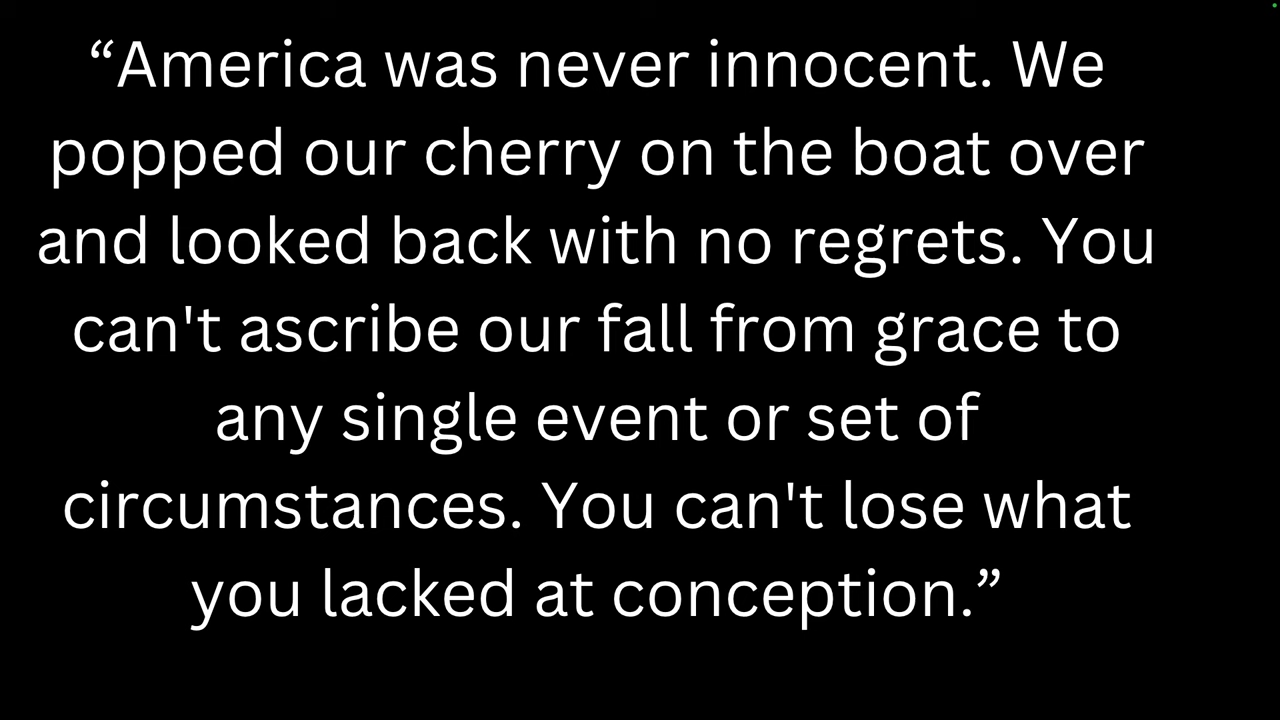 “America was never innocent. We
popped our cherry on the boat over
and looked back with no regrets. You
can't ascribe our fall from grace to
any single event or set of
circumstances. You can't lose what
you lacked at conception.”